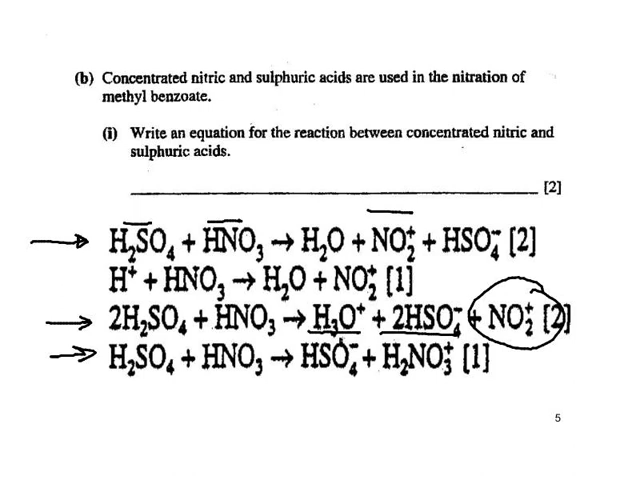 (b) Concentrated nitric and sulphuric acids are used in the nitration of
methyl benzoate.
(i) Write an equation for the reaction between concentrated nitric and
sulphuric acids.
[2]
H₂SO₄ + HNO₃ → H₂O + NO₂⁺ + HSO₄⁻ [2]
H⁺ + HNO₃ → H₂O + NO₂⁺ [1]
2H₂SO₄ + HNO₃ → H₃O⁺ + 2HSO₄⁻ + NO₂⁺ [2]
H₂SO₄ + HNO₃ → HSO₄⁻ + H₂NO₃⁺ [1]
5